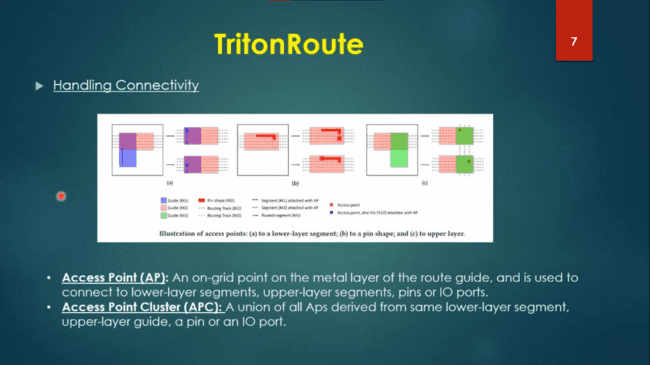 TritonRoute
7
Handling Connectivity
(a)
(b)
(c)
Guide (M1)
Pin shape (M2)
Segment (M1) attached with AP
Access point
Guide (M2)
Routing Track (M2)
Segment (M2) attached with AP
Access point, also Via (V12) attached with AP
Guide (M3)
Routing Track (M3)
Routed segment (M2)
Illustration of access points: (a) to a lower-layer segment; (b) to a pin shape; and (c) to upper layer.
• Access Point (AP): An on-grid point on the metal layer of the route guide, and is used to
connect to lower-layer segments, upper-layer segments, pins or IO ports.
• Access Point Cluster (APC): A union of all Aps derived from same lower-layer segment,
upper-layer guide, a pin or an IO port.